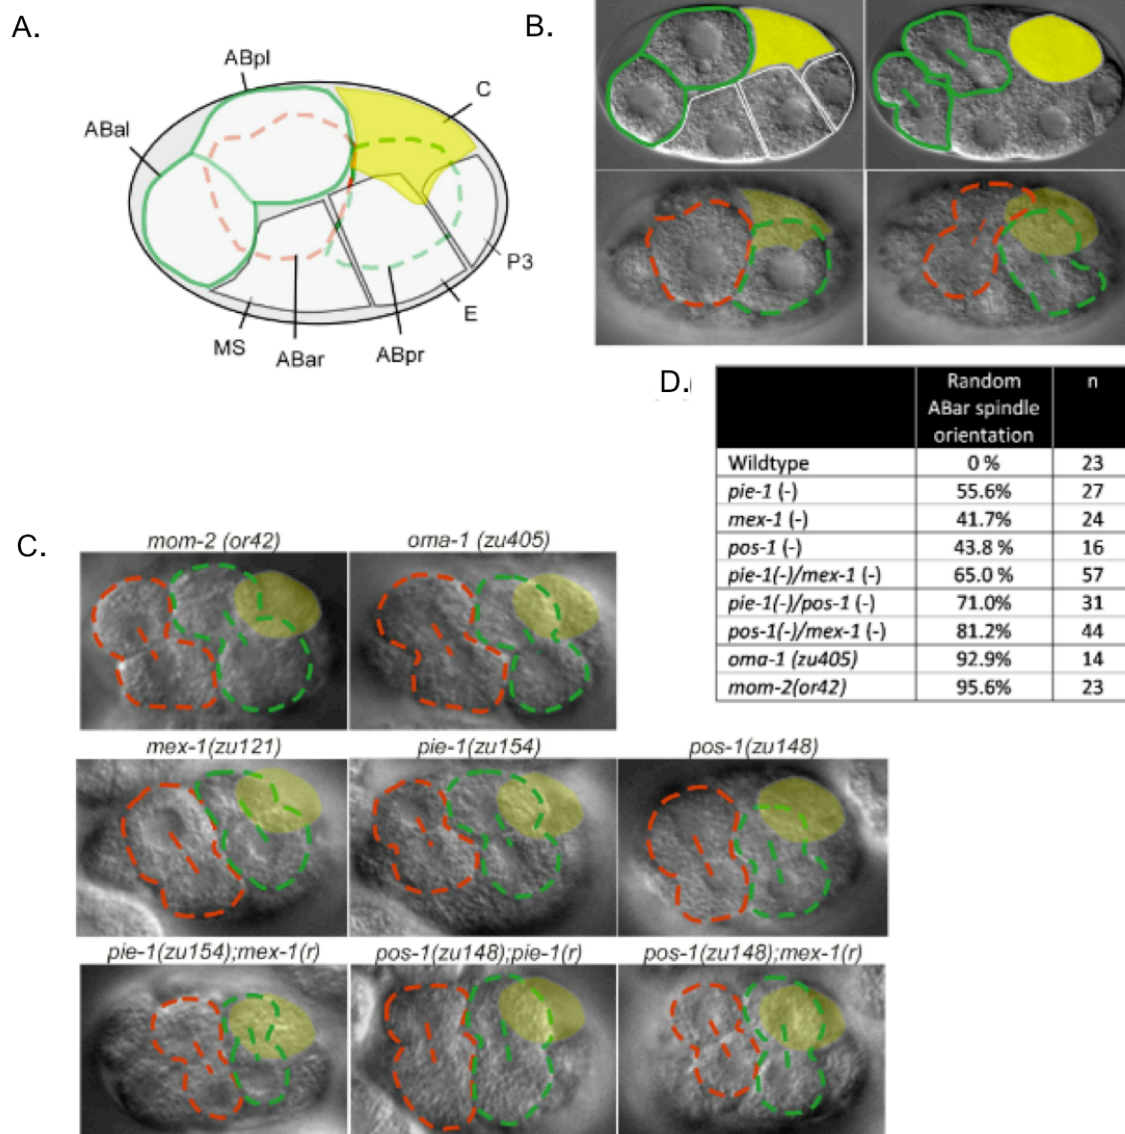 A.
ABpl
C
ABal
P3
E
MS
ABar
ABpr
B.
D.
Random ABar spindle orientation n
Wildtype 0 % 23
pie-1 (-) 55.6% 27
mex-1 (-) 41.7% 24
pos-1 (-) 43.8 % 16
pie-1(-)/mex-1 (-) 65.0 % 57
pie-1(-)/pos-1 (-) 71.0% 31
pos-1(-)/mex-1 (-) 81.2% 44
oma-1 (zu405) 92.9% 14
mom-2(or42) 95.6% 23
C.
mom-2 (or42) oma-1 (zu405)
mex-1(zu121) pie-1(zu154) pos-1(zu148)
pie-1(zu154);mex-1(r) pos-1(zu148);pie-1(r) pos-1(zu148);mex-1(r)